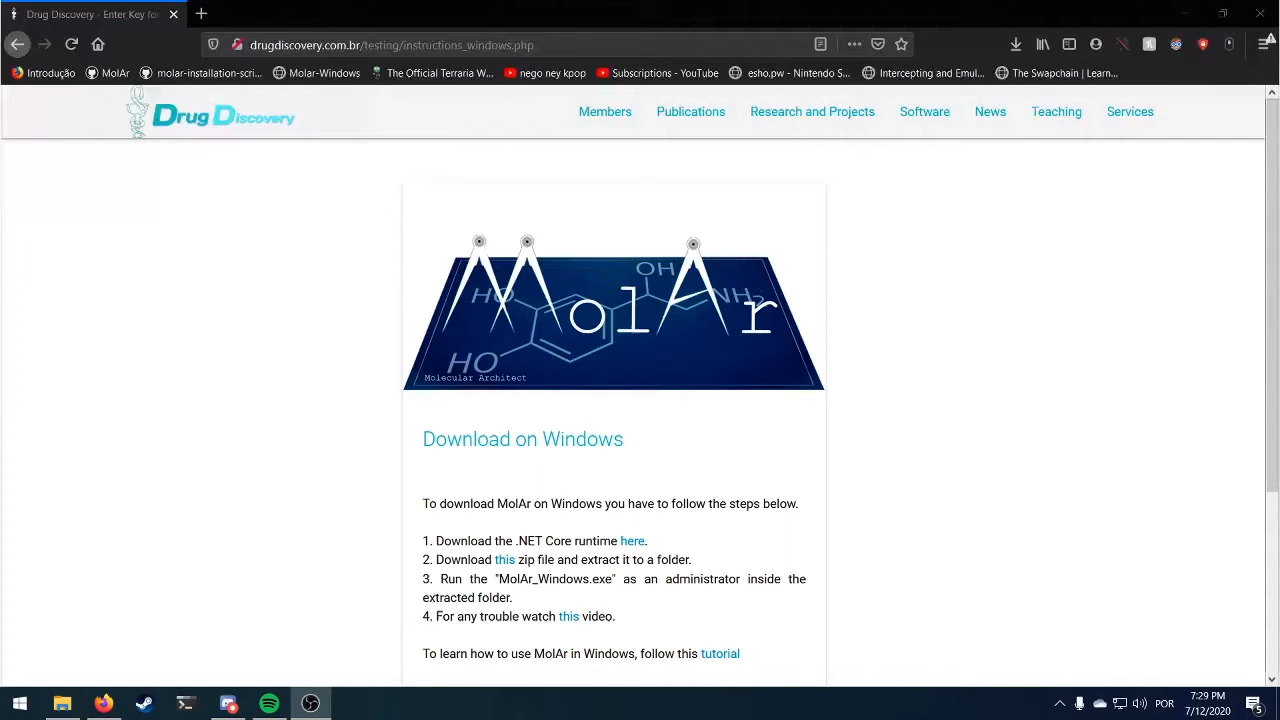 Drug Discovery - Enter Key fo
drugdiscovery.com.br/testing/instructions_windows.php
Introdução
MolAr
molar-installation-scri...
Molar-Windows
The Official Terraria W...
nego ney kpop
Subscriptions - YouTube
esho.pw - Nintendo S...
Intercepting and Emul...
The Swapchain | Learn...
Drug Discovery
Members
Publications
Research and Projects
Software
News
Teaching
Services
OH
HO
NH2
MolAr
HO
Molecular Architect
Download on Windows
To download MolAr on Windows you have to follow the steps below.
1. Download the .NET Core runtime here.
2. Download this zip file and extract it to a folder.
3. Run the "MolAr_Windows.exe" as an administrator inside the
extracted folder.
4. For any trouble watch this video.
To learn how to use MolAr in Windows, follow this tutorial
POR
7:29 PM
7/12/2020
5